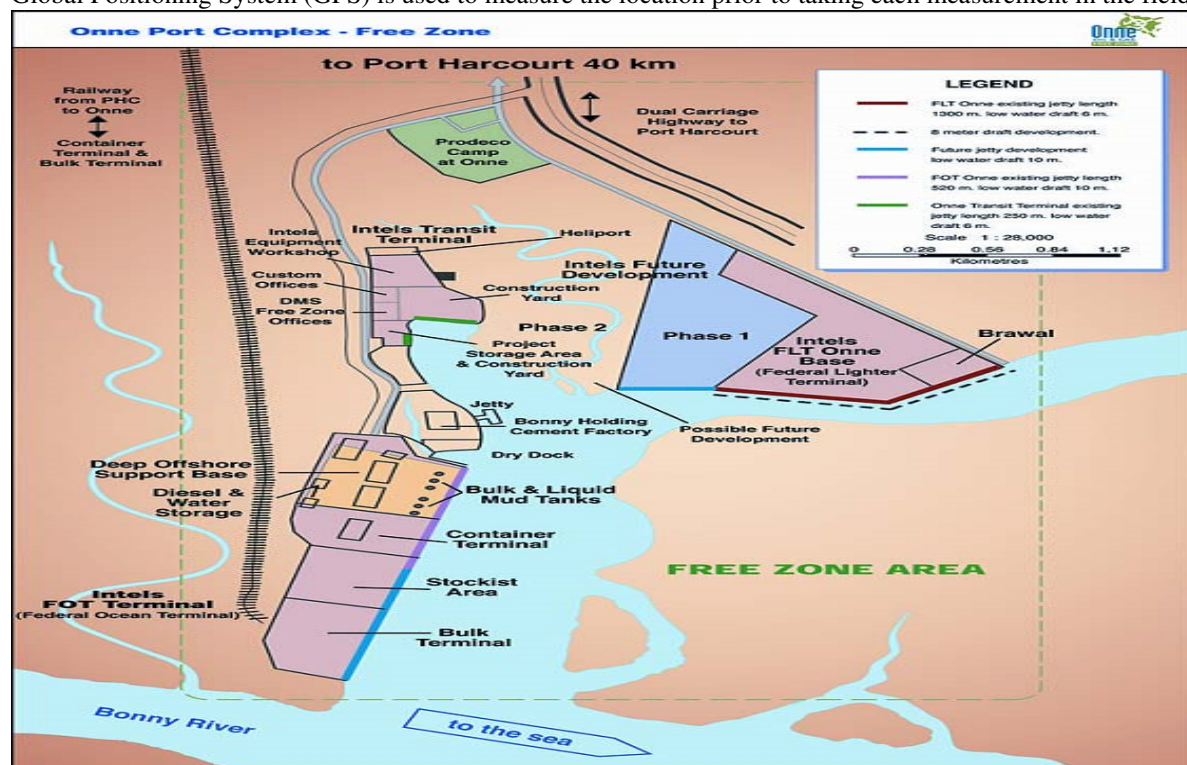 Global Positioning System (GPS) is used to measure the location prior to taking each measurement in the field
Onne Port Complex - Free Zone
Onne
FREE ZONE
to Port Harcourt 40 km
Railway
from PHC
to Onne
Container
Terminal &
Bulk Terminal
Dual Carriage
Highway to
Port Harcourt
Prodeco
Camp
at Onne
LEGEND
FLT Onne existing jetty length
1300 m. low water draft 6 m.
8 meter draft development.
Future jetty development
low water draft 10 m.
FOT Onne existing jetty length
520 m. low water draft 10 m.
Onne Transit Terminal existing
jetty length 250 m. low water
draft 6 m.
Scale 1 : 28,000
0 0.28 0.56 0.84 1.12
Kilometres
Intels
Equipment
Workshop
Intels Transit
Terminal
Heliport
Custom
Offices
DMS
Free Zone
Offices
Construction
Yard
Intels Future
Development
Phase 2
Phase 1
Project
Storage Area
& Construction
Yard
Intels
FLT Onne
Base
(Federal Lighter
Terminal)
Brawal
Jetty
Bonny Holding
Cement Factory
Possible Future
Development
Dry Dock
Deep Offshore
Support Base
Diesel &
Water
Storage
Bulk & Liquid
Mud Tanks
Container
Terminal
Stockist
Area
FREE ZONE AREA
Intels
FOT Terminal
(Federal Ocean Terminal)
Bulk
Terminal
Bonny River
to the sea